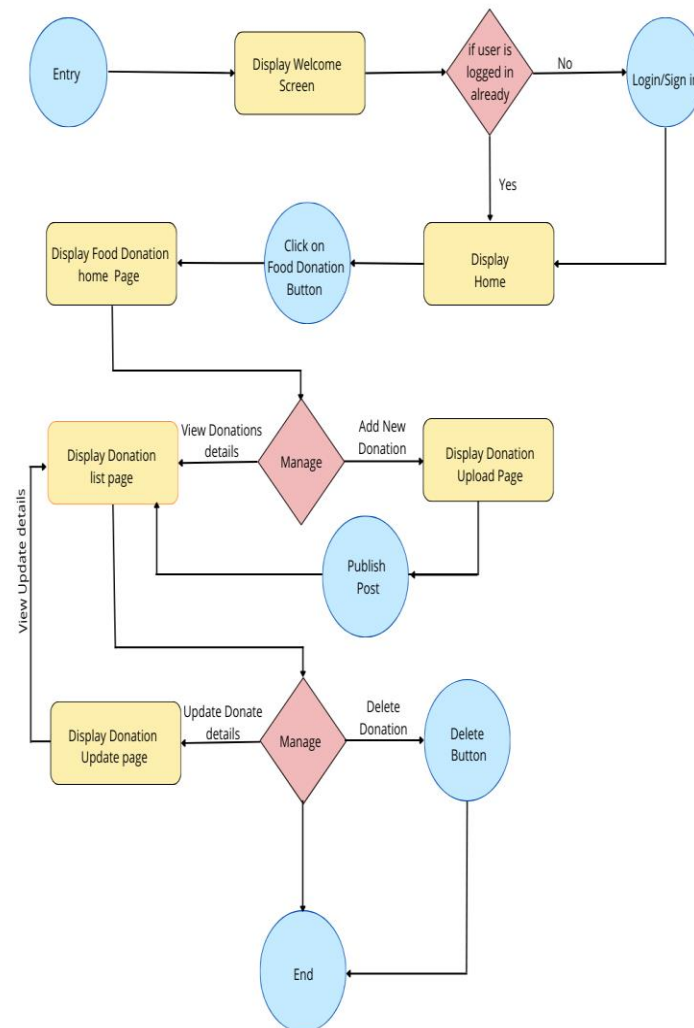 Entry
Display Welcome
Screen
if user is
logged in
already
No
Login/Sign in
Yes
Display Food Donation
home Page
Click on
Food Donation
Button
Display
Home
View Donations
details
Add New
Donation
Display Donation
list page
Manage
Display Donation
Upload Page
Publish
Post
View Update details
Update Donate
details
Delete
Donation
Display Donation
Update page
Manage
Delete
Button
End